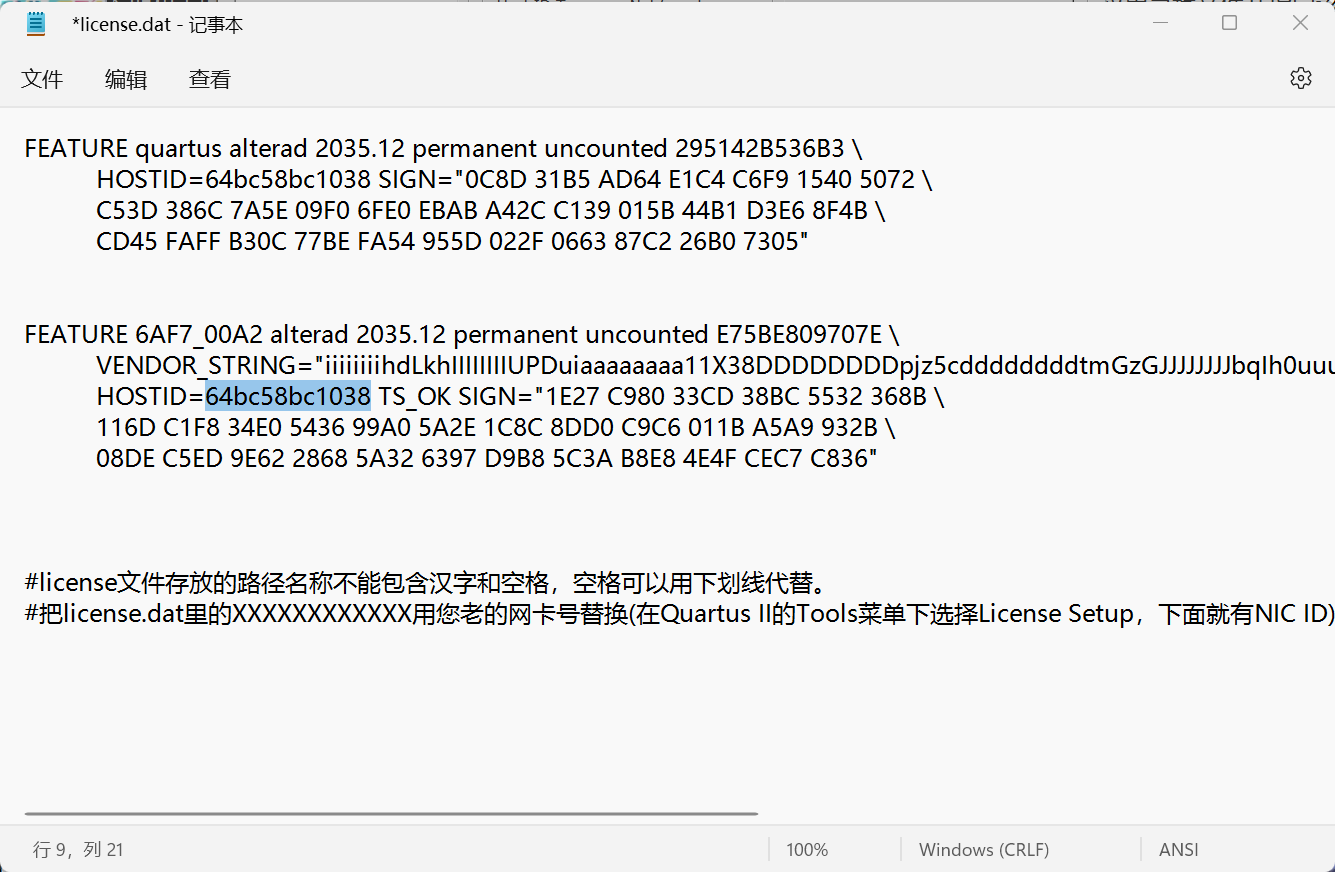 *license.dat - 记事本
文件 编辑 查看
FEATURE quartus alterad 2035.12 permanent uncounted 295142B536B3 \
HOSTID=64bc58bc1038 SIGN="0C8D 31B5 AD64 E1C4 C6F9 1540 5072 \
C53D 386C 7A5E 09F0 6FE0 EBAB A42C C139 015B 44B1 D3E6 8F4B \
CD45 FAFF B30C 77BE FA54 955D 022F 0663 87C2 26B0 7305"
FEATURE 6AF7_00A2 alterad 2035.12 permanent uncounted E75BE809707E \
HOSTID=64bc58bc1038 TS_OK SIGN="1E27 C980 33CD 38BC 5532 368B \
116D C1F8 34E0 5436 99A0 5A2E 1C8C 8DD0 C9C6 011B A5A9 932B \
08DE C5ED 9E62 2868 5A32 6397 D9B8 5C3A B8E8 4E4F CEC7 C836"
#license文件存放的路径名称不能包含汉字和空格，空格可以用下划线代替。
#把license.dat里的XXXXXXXXXXXX用您老的网卡号替换(在Quartus II的Tools菜单下选择License Setup，下面就有NIC ID)
行 9，列 21 100% Windows (CRLF) ANSI